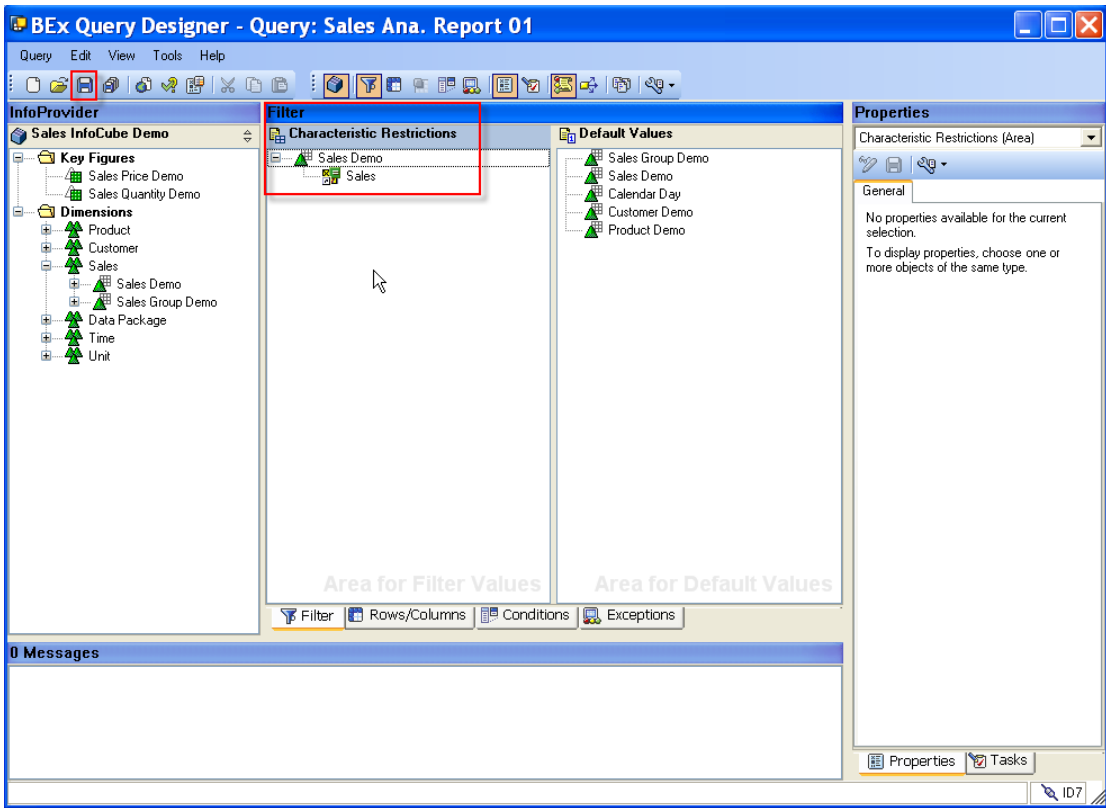 BEx Query Designer - Query: Sales Ana. Report 01
Query Edit View Tools Help
InfoProvider
Sales InfoCube Demo
Key Figures
Sales Price Demo
Sales Quantity Demo
Dimensions
Product
Customer
Sales
Sales Demo
Sales Group Demo
Data Package
Time
Unit
Filter
Characteristic Restrictions
Sales Demo
Sales
Area for Filter Values
Default Values
Sales Group Demo
Sales Demo
Calendar Day
Customer Demo
Product Demo
Area for Default Values
Filter Rows/Columns Conditions Exceptions
Properties
Characteristic Restrictions (Area)
General
No properties available for the current
selection.
To display properties, choose one or
more objects of the same type.
Properties Tasks
0 Messages
ID7